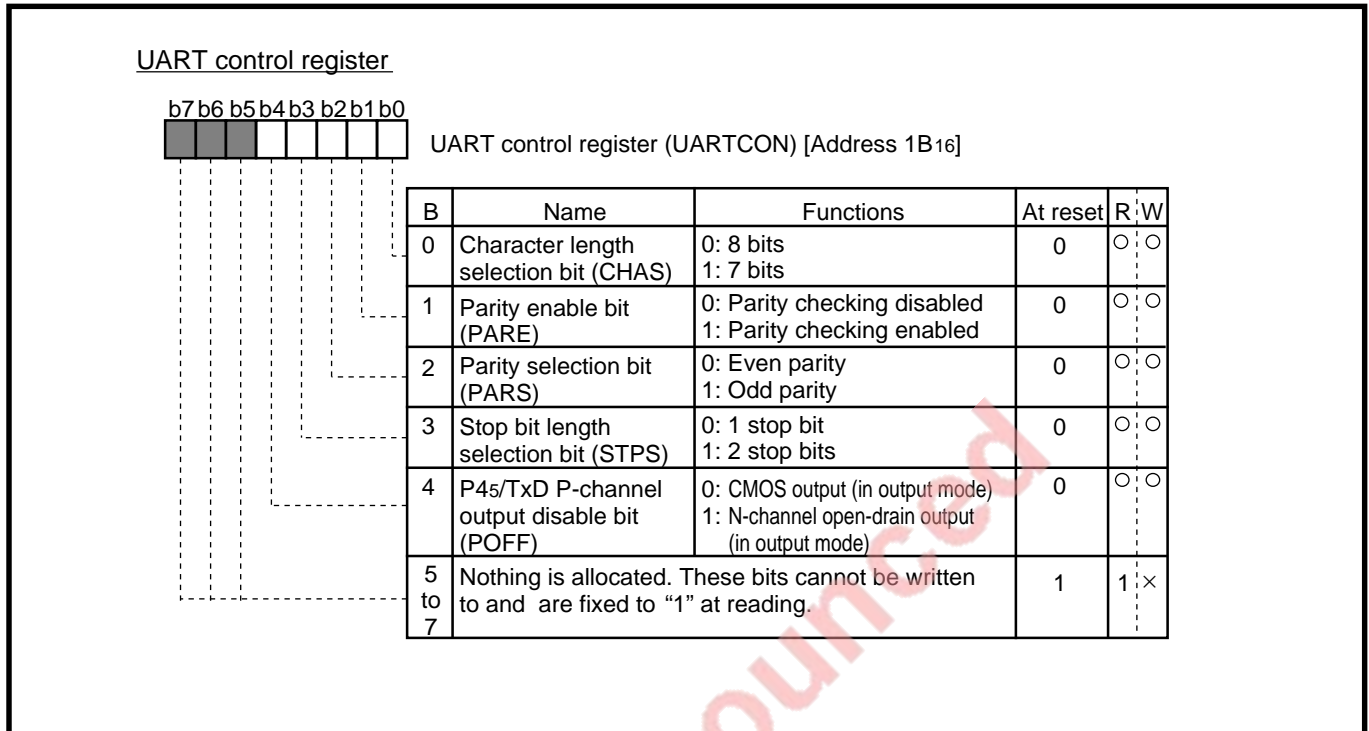 UART control register
b7 b6 b5 b4 b3 b2 b1 b0
UART control register (UARTCON) [Address 1B16]
B Name Functions At reset R W
0 Character length 0: 8 bits 0 ○ ○
selection bit (CHAS) 1: 7 bits
1 Parity enable bit 0: Parity checking disabled 0 ○ ○
(PARE) 1: Parity checking enabled
2 Parity selection bit 0: Even parity 0 ○ ○
(PARS) 1: Odd parity
3 Stop bit length 0: 1 stop bit 0 ○ ○
selection bit (STPS) 1: 2 stop bits
4 P45/TxD P-channel 0: CMOS output (in output mode) 0 ○ ○
output disable bit 1: N-channel open-drain output
(POFF) (in output mode)
5 Nothing is allocated. These bits cannot be written 1 1 ×
to to and are fixed to “1” at reading.
7
ounced